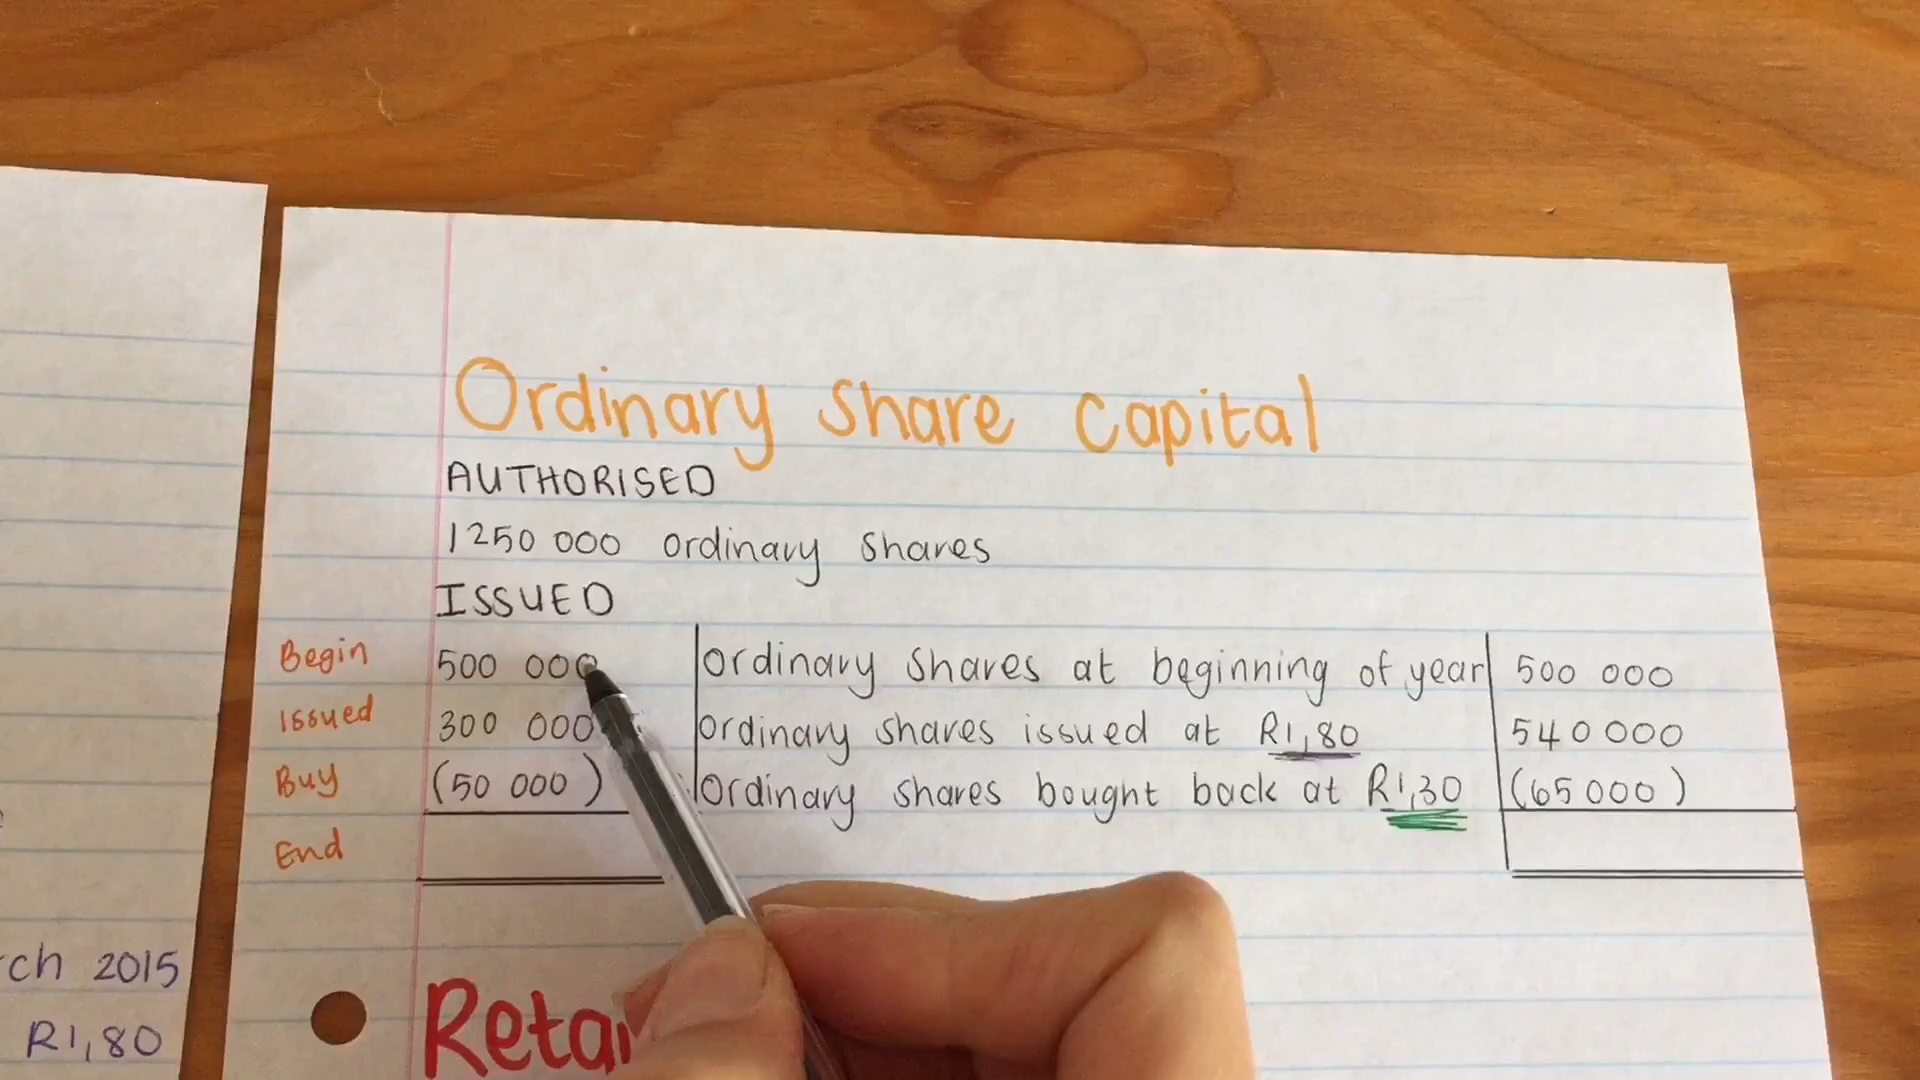 Ordinary share capital
AUTHORISED
1250 000 ordinary shares
ISSUED
Begin 500 000 ordinary shares at beginning of year 500 000
Issued 300 000 ordinary shares issued at R1,80 540 000
Buy (50 000) ordinary shares bought back at R1,30 (65 000)
End
2015
R1,80